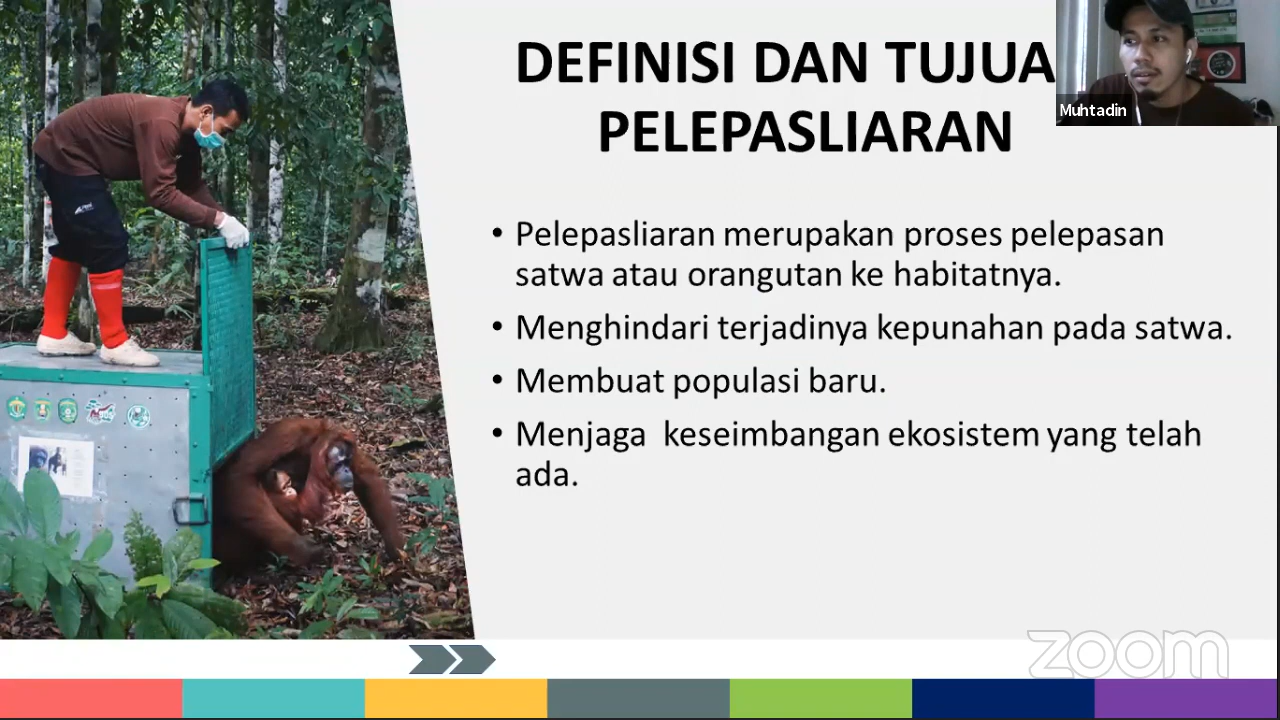 DEFINISI DAN TUJUA
PELEPASLIARAN
Muhtadin
• Pelepasliaran merupakan proses pelepasan
satwa atau orangutan ke habitatnya.
• Menghindari terjadinya kepunahan pada satwa.
• Membuat populasi baru.
• Menjaga keseimbangan ekosistem yang telah
ada.
zoom